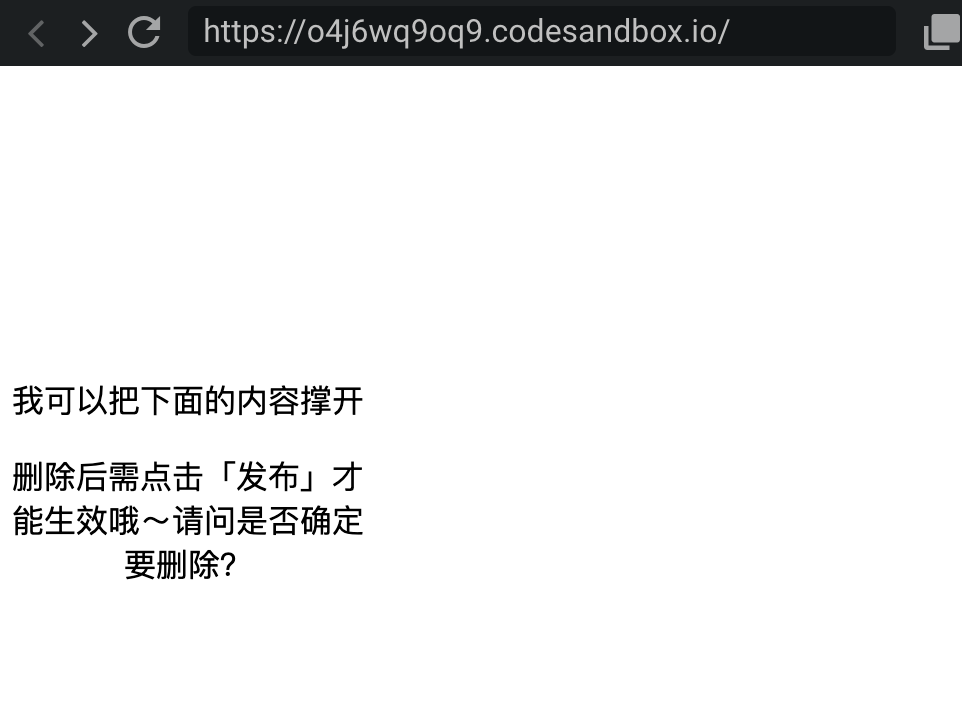 https://o4j6wq9oq9.codesandbox.io/
我可以把下面的内容撑开
删除后需点击「发布」才
能生效哦～请问是否确定
要删除?